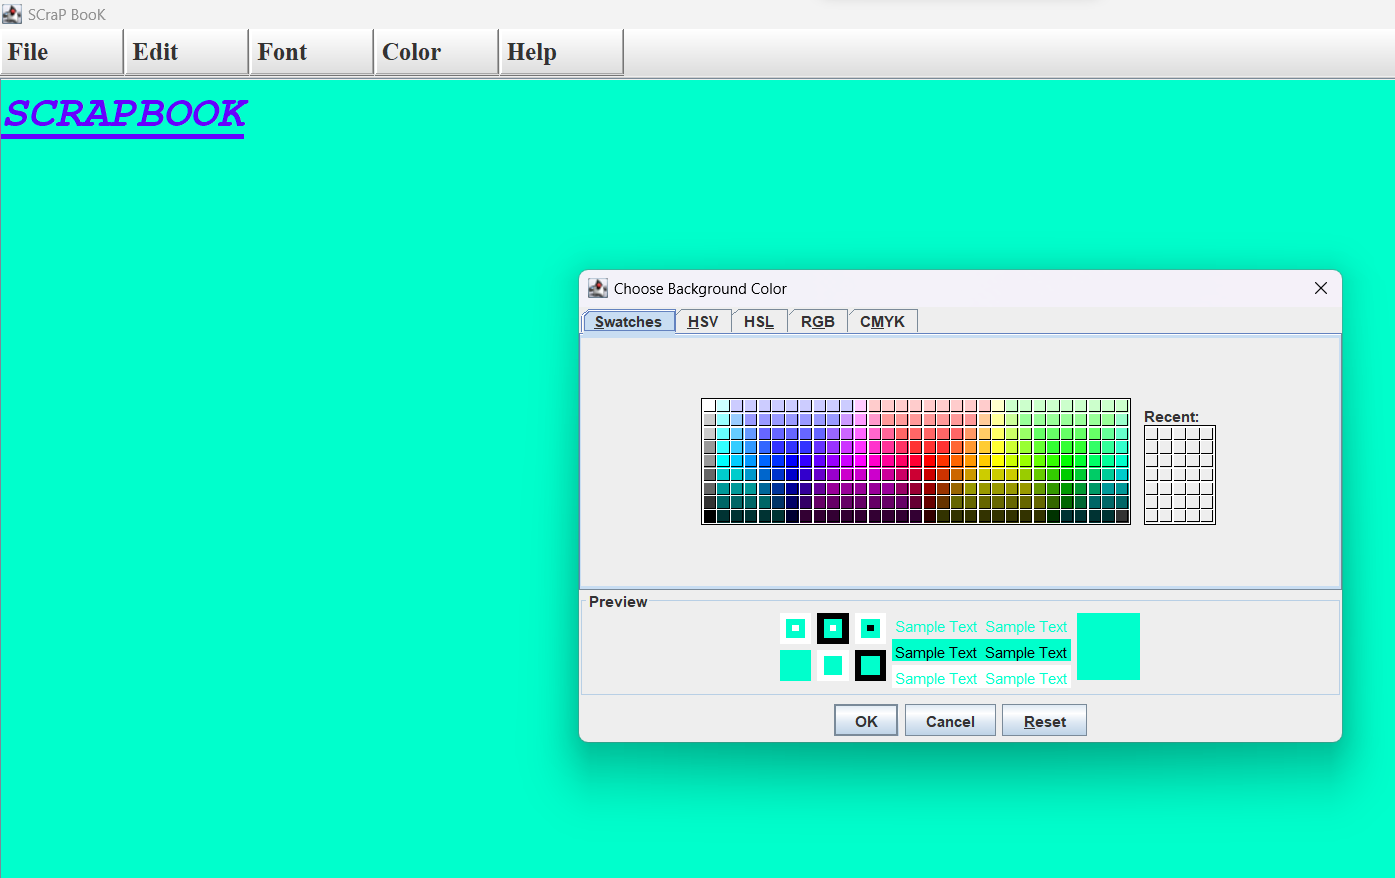 SCraP BooK
File Edit Font Color Help
SCRAPBOOK
Choose Background Color
Swatches HSV HSL RGB CMYK
Recent:
Preview
Sample Text Sample Text
Sample Text Sample Text
Sample Text Sample Text
OK Cancel Reset